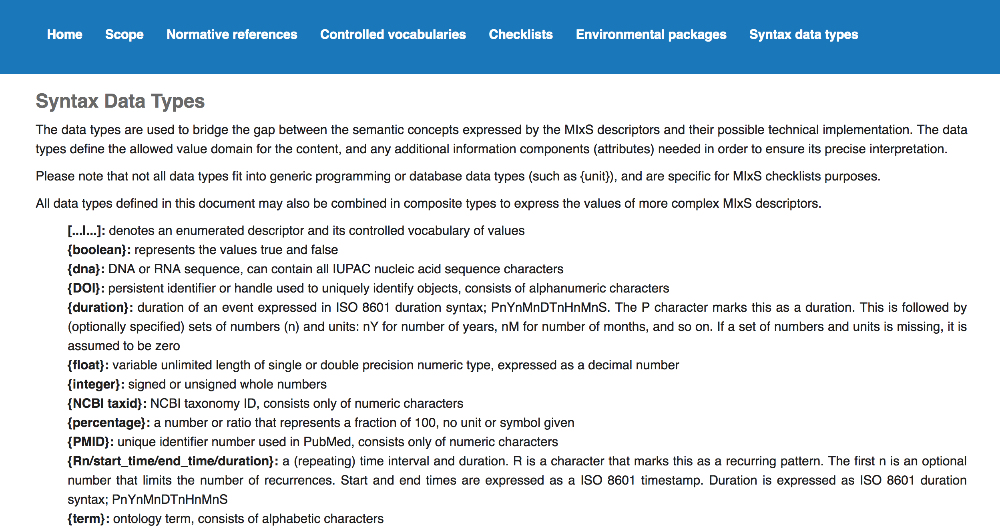 Home Scope Normative references Controlled vocabularies Checklists Environmental packages Syntax data types
Syntax Data Types
The data types are used to bridge the gap between the semantic concepts expressed by the MIxS descriptors and their possible technical implementation. The data
types define the allowed value domain for the content, and any additional information components (attributes) needed in order to ensure its precise interpretation.
Please note that not all data types fit into generic programming or database data types (such as {unit}), and are specific for MIxS checklists purposes.
All data types defined in this document may also be combined in composite types to express the values of more complex MIxS descriptors.
[...|...]: denotes an enumerated descriptor and its controlled vocabulary of values
{boolean}: represents the values true and false
{dna}: DNA or RNA sequence, can contain all IUPAC nucleic acid sequence characters
{DOI}: persistent identifier or handle used to uniquely identify objects, consists of alphanumeric characters
{duration}: duration of an event expressed in ISO 8601 duration syntax; PnYnMnDTnHnMnS. The P character marks this as a duration. This is followed by
(optionally specified) sets of numbers (n) and units: nY for number of years, nM for number of months, and so on. If a set of numbers and units is missing, it is
assumed to be zero
{float}: variable unlimited length of single or double precision numeric type, expressed as a decimal number
{integer}: signed or unsigned whole numbers
{NCBI taxid}: NCBI taxonomy ID, consists only of numeric characters
{percentage}: a number or ratio that represents a fraction of 100, no unit or symbol given
{PMID}: unique identifier number used in PubMed, consists only of numeric characters
{Rn/start_time/end_time/duration}: a (repeating) time interval and duration. R is a character that marks this as a recurring pattern. The first n is an optional
number that limits the number of recurrences. Start and end times are expressed as a ISO 8601 timestamp. Duration is expressed as ISO 8601 duration
syntax; PnYnMnDTnHnMnS
{term}: ontology term, consists of alphabetic characters